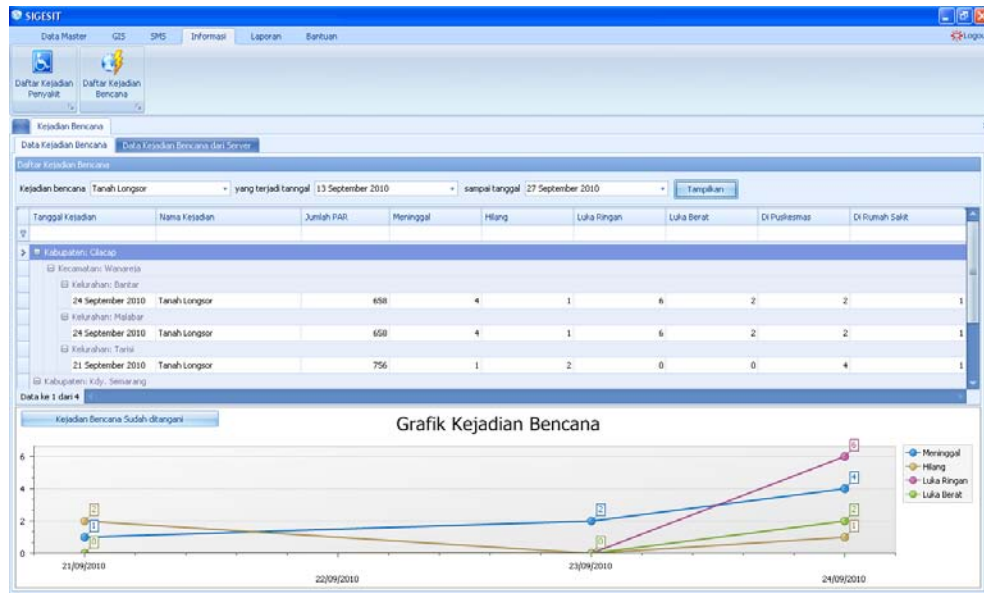 SIGESIT
Data Master GIS SMS Informasi Laporan Bantuan Logou
Daftar Kejadian Penyakit
Daftar Kejadian Bencana
Kejadian Bencana
Data Kejadian Bencana Data Kejadian Bencana dari Server
Daftar Kejadian Bencana
Kejadian bencana Tanah Longsor yang terjadi tanngal 13 September 2010 sampai tanggal 27 September 2010 Tampilkan
Tanggal Kejadian Nama Kejadian Jumlah PAR Meninggal Hilang Luka Ringan Luka Berat Di Puskesmas Di Rumah Sakit
Kabupaten: Cilacap
Kecamatan: Wanareja
Kelurahan: Bantar
24 September 2010 Tanah Longsor 658 4 1 6 2 2 1
Kelurahan: Malabar
24 September 2010 Tanah Longsor 658 4 1 6 2 2 1
Kelurahan: Tarisi
21 September 2010 Tanah Longsor 756 1 2 0 0 4 1
Kabupaten: Kdy. Semarang
Data ke 1 dari 4
Kejadian Bencana Sudah ditangani
Grafik Kejadian Bencana
6
4
2
0
2
1
0
2
0
6
4
2
1
21/09/2010
22/09/2010
23/09/2010
24/09/2010
Meninggal
Hilang
Luka Ringan
Luka Berat